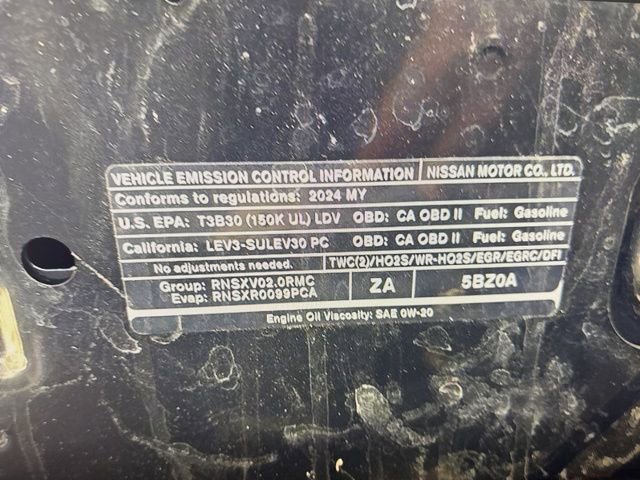 VEHICLE EMISSION CONTROL INFORMATION NISSAN MOTOR CO., LTD.
Conforms to regulations: 2024 MY
U.S. EPA: T3B30 (150K UL) LDV OBD: CA OBD II Fuel: Gasoline
California: LEV3-SULEV30 PC OBD: CA OBD II Fuel: Gasoline
No adjustments needed. TWC(2)/HO2S/WR-HO2S/EGR/EGRC/DFI
Group: RNSXV02.0RMC
Evap: RNSXR0099PCA
ZA
5BZ0A
Engine Oil Viscosity: SAE 0W-20